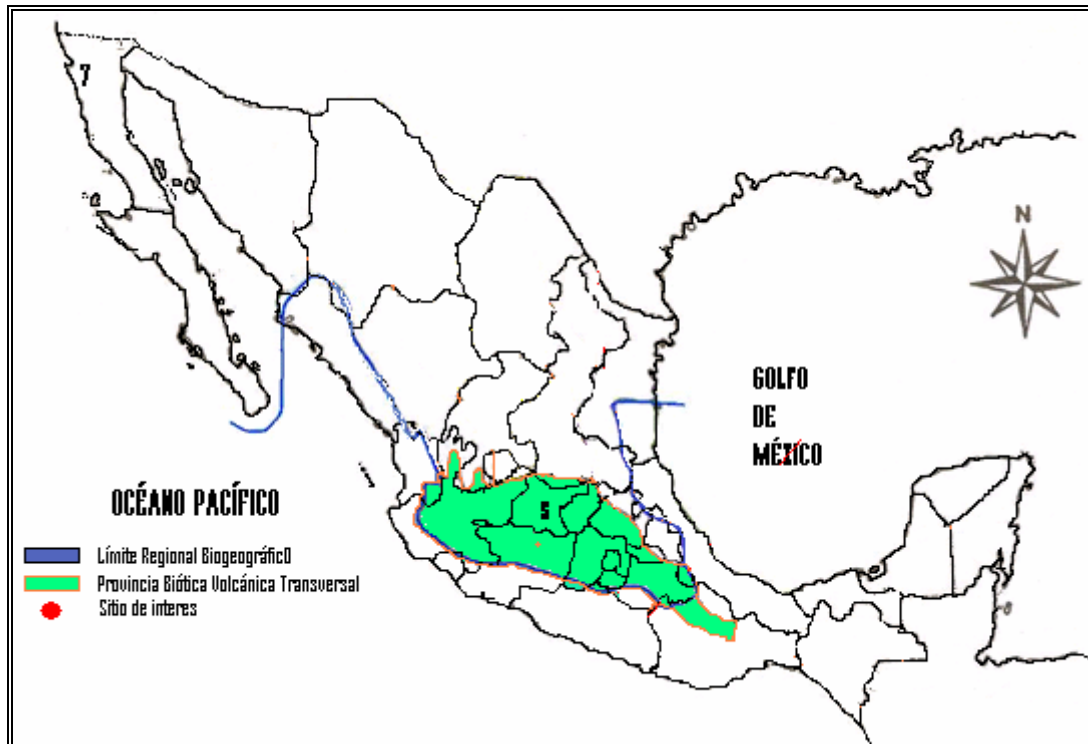 7
N
GOLFO
DE
MÉXICO
5
OCÉANO PACÍFICO
Límite Regional Biogeográfico
Provincia Biótica Volcánica Transversal
Sitio de interes